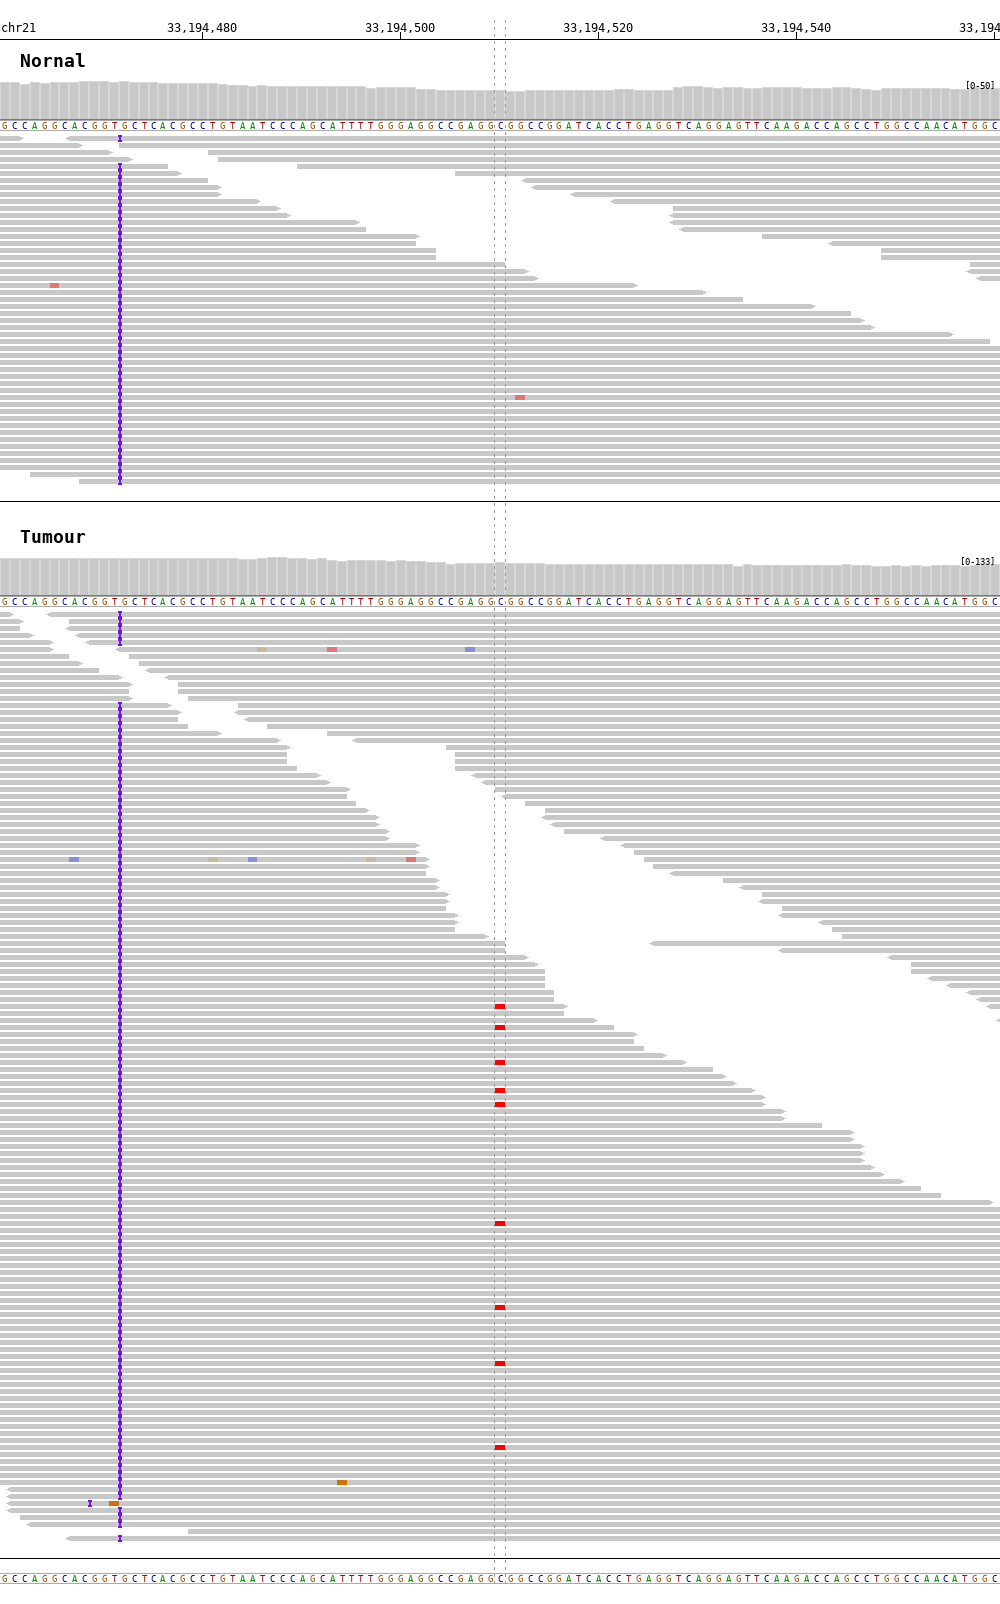 chr21 33,194,480 33,194,500 33,194,520 33,194,540 33,194
Nornal
[0-50]
GCCAGGCACGGTGCTCACGCCTGTAATCCCAGCATTTTGGGAGGCCGAGGCGGCCGGATCACCTGAGGTCAGGAGTTCAAGACCAGCCTGGCCAACATGGC
Tumour
[0-133]
GCCAGGCACGGTGCTCACGCCTGTAATCCCAGCATTTTGGGAGGCCGAGGCGGCCGGATCACCTGAGGTCAGGAGTTCAAGACCAGCCTGGCCAACATGGC
GCCAGGCACGGTGCTCACGCCTGTAATCCCAGCATTTTGGGAGGCCGAGGCGGCCGGATCACCTGAGGTCAGGAGTTCAAGACCAGCCTGGCCAACATGGC